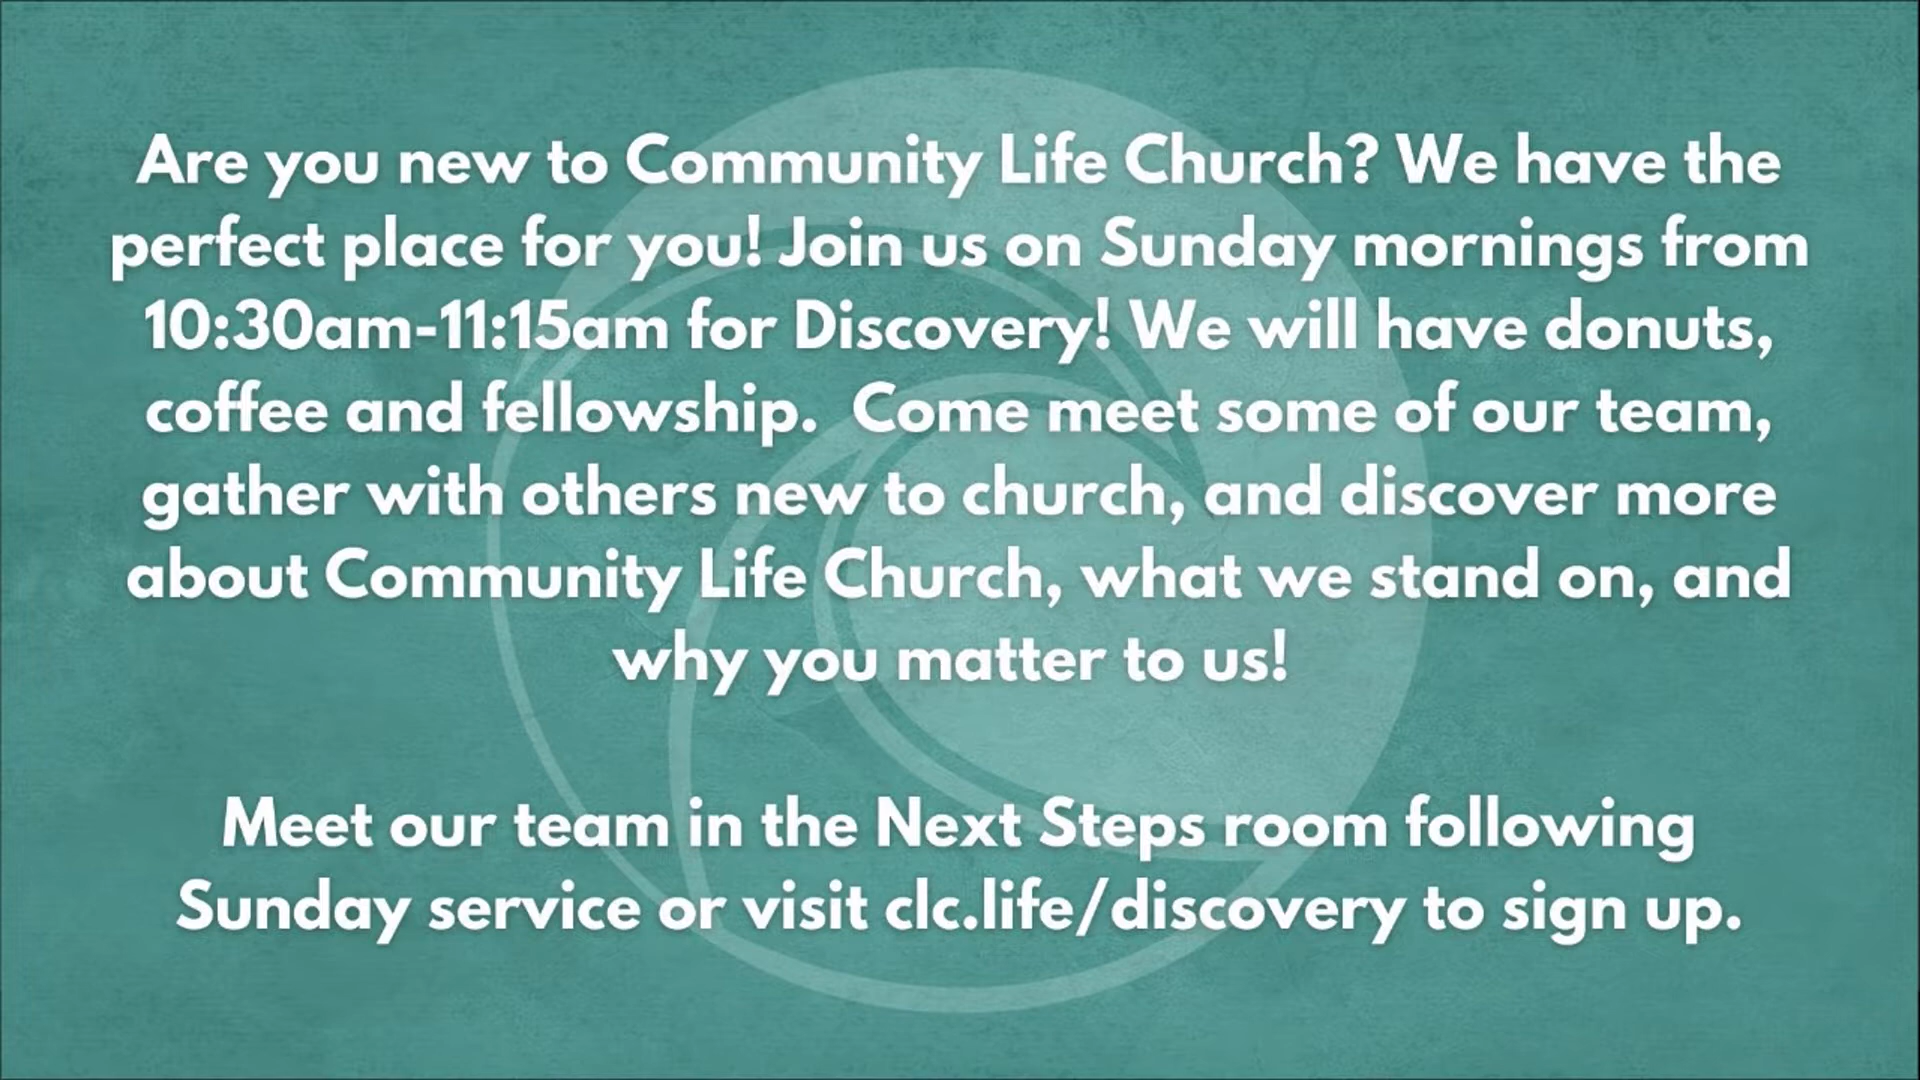 Are you new to Community Life Church? We have the
perfect place for you! Join us on Sunday mornings from
10:30am-11:15am for Discovery! We will have donuts,
coffee and fellowship.  Come meet some of our team,
gather with others new to church, and discover more
about Community Life Church, what we stand on, and
why you matter to us!
Meet our team in the Next Steps room following
Sunday service or visit clc.life/discovery to sign up.